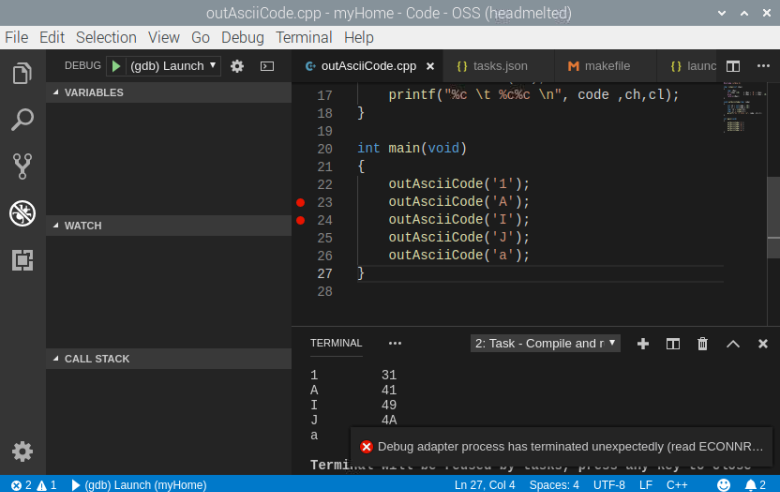 outAsciiCode.cpp - myHome - Code - OSS (headmelted)
File Edit Selection View Go Debug Terminal Help
DEBUG (gdb) Launch
outAsciiCode.cpp tasks.json makefile launc
VARIABLES
WATCH
CALL STACK
17 printf("%c \t %c%c \n", code ,ch,cl);
18 }
19
20 int main(void)
21 {
22 outAsciiCode('1');
23 outAsciiCode('A');
24 outAsciiCode('I');
25 outAsciiCode('J');
26 outAsciiCode('a');
27 }
28
TERMINAL ··· 2: Task - Compile and r
1 31
A 41
I 49
J 4A
a
Debug adapter process has terminated unexpectedly (read ECONNR…
Terminal will be reused by tasks, press any key to close
2 1 (gdb) Launch (myHome) Ln 27, Col 4 Spaces: 4 UTF-8 LF C++ 2